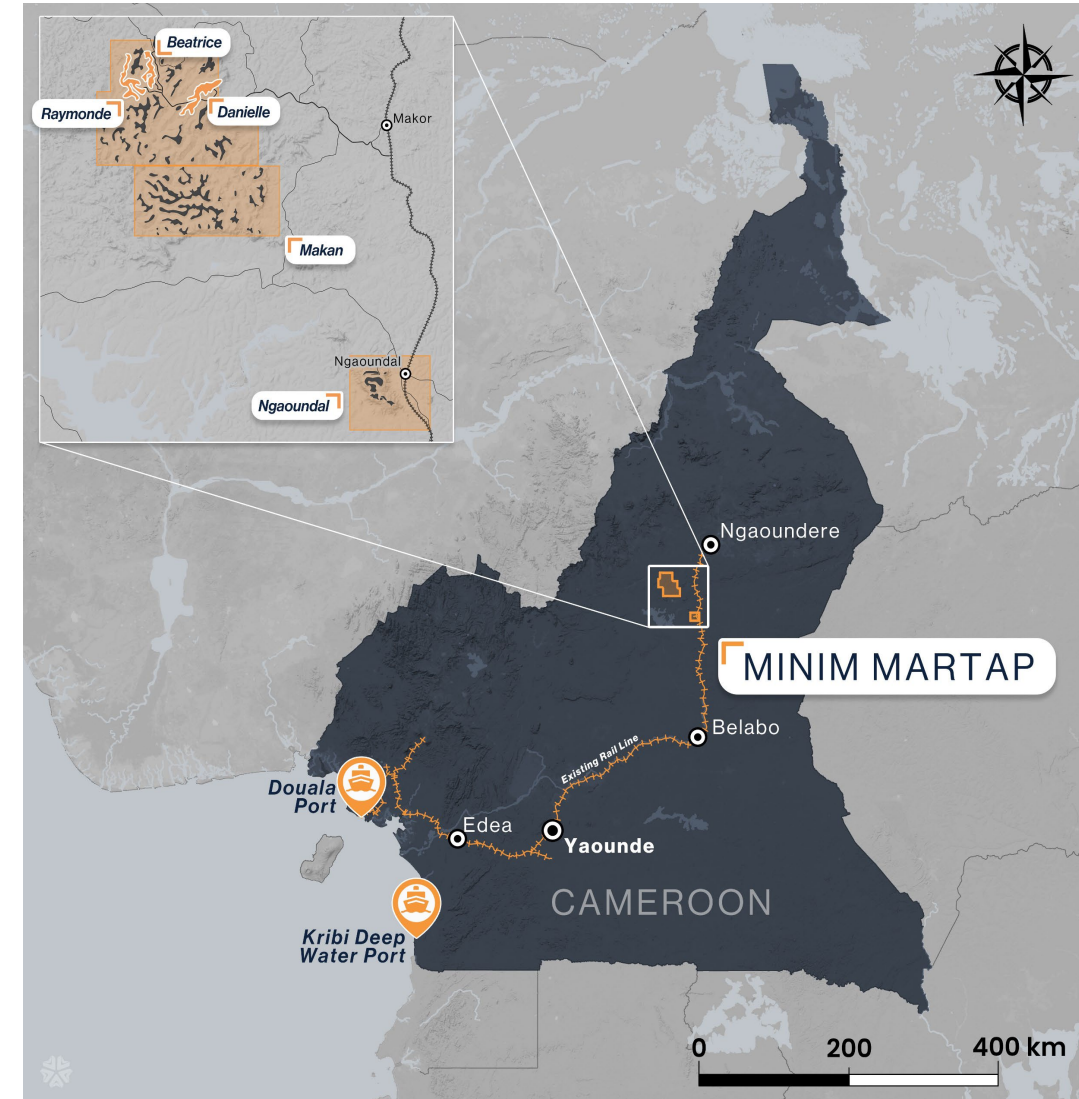 Beatrice
Raymonde
Danielle
Makor
Makan
Ngaoundal
Ngaoundal
Ngaoundere
MINIM MARTAP
Belabo
Existing Rail Line
Douala
Port
Edea
Yaounde
CAMEROON
Kribi Deep
Water Port
0 200 400 km